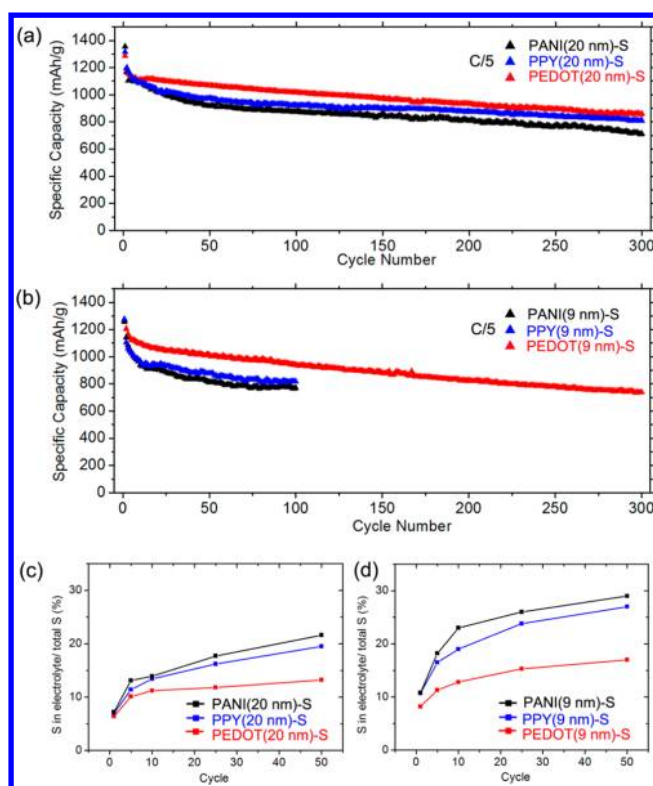 (a)
PANI(20 nm)-S
C/5 PPY(20 nm)-S
PEDOT(20 nm)-S
Specific Capacity (mAh/g)
1400
1200
1000
800
600
400
200
0
0 50 100 150 200 250 300
Cycle Number
(b)
PANI(9 nm)-S
C/5 PPY(9 nm)-S
PEDOT(9 nm)-S
Specific Capacity (mAh/g)
1400
1200
1000
800
600
400
200
0
0 50 100 150 200 250 300
Cycle Number
(c)
S in electrolyte/ total S (%)
30
20
10
0
PANI(20 nm)-S
PPY(20 nm)-S
PEDOT(20 nm)-S
0 10 20 30 40 50
Cycle
(d)
S in electrolyte/ total S (%)
30
20
10
0
PANI(9 nm)-S
PPY(9 nm)-S
PEDOT(9 nm)-S
0 10 20 30 40 50
Cycle